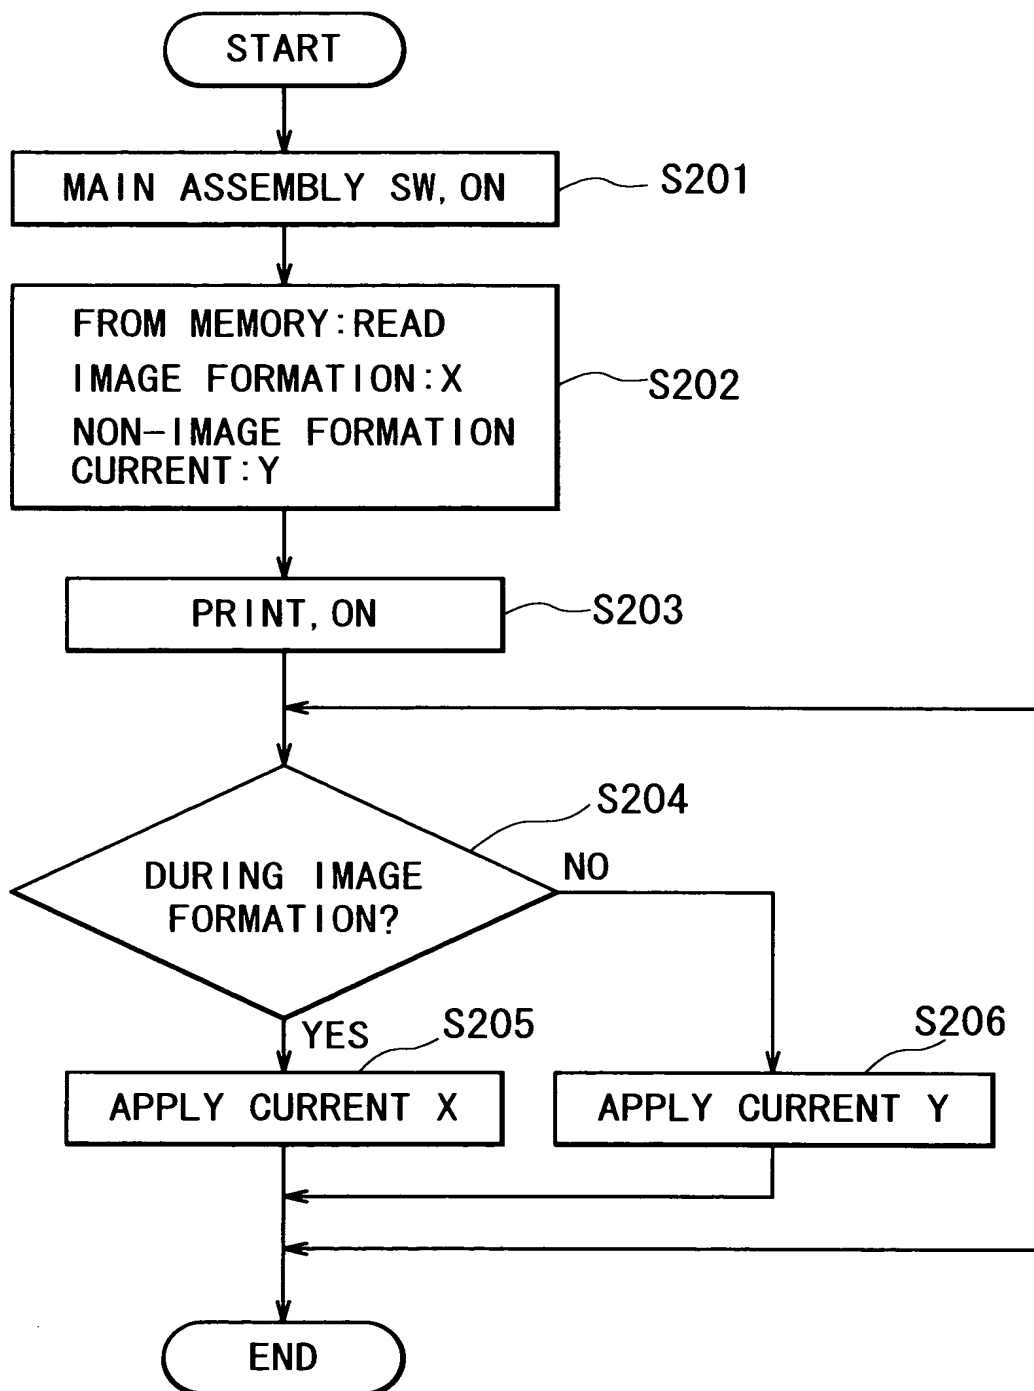 START
MAIN ASSEMBLY SW, ON
S201
FROM MEMORY:READ
IMAGE FORMATION:X
NON-IMAGE FORMATION
CURRENT:Y
S202
PRINT, ON
S203
S204
DURING IMAGE
FORMATION?
NO
YES
S205
S206
APPLY CURRENT X
APPLY CURRENT Y
END